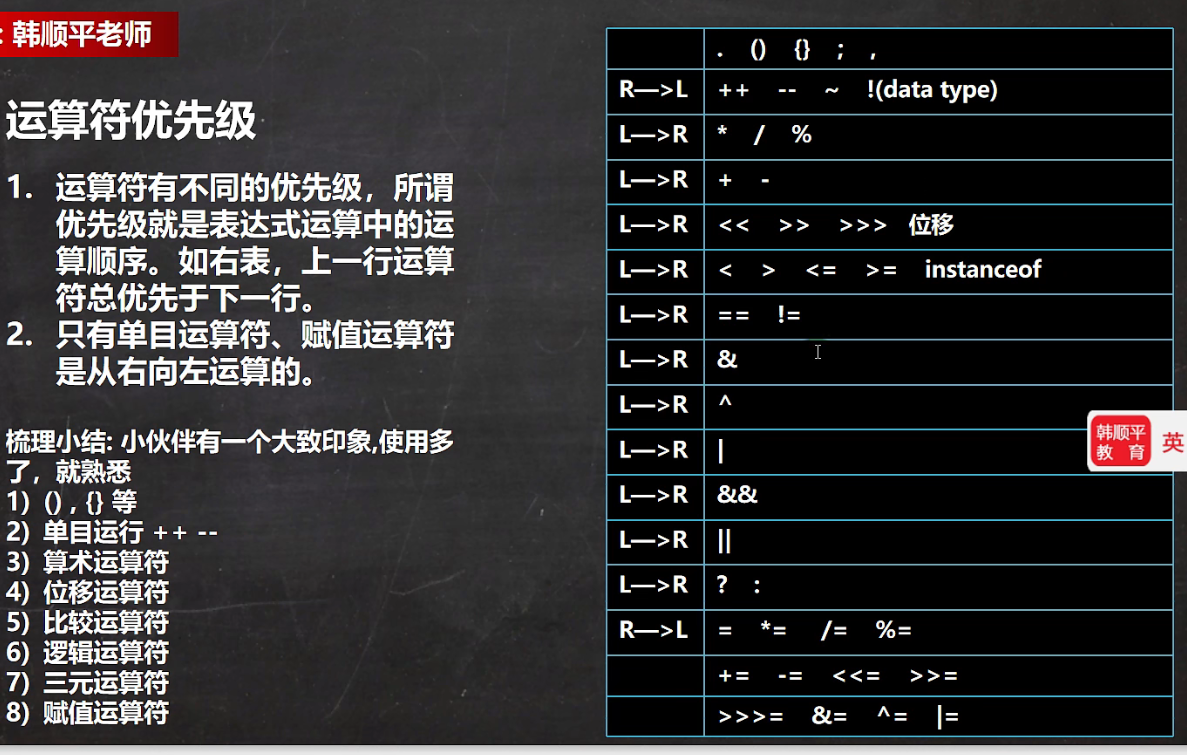 : 韩顺平老师
运算符优先级
1. 运算符有不同的优先级，所谓
优先级就是表达式运算中的运
算顺序。如右表，上一行运算
符总优先于下一行。
2. 只有单目运算符、赋值运算符
是从右向左运算的。
梳理小结: 小伙伴有一个大致印象,使用多
了，就熟悉
1) () , {} 等
2) 单目运行 ++ --
3) 算术运算符
4) 位移运算符
5) 比较运算符
6) 逻辑运算符
7) 三元运算符
8) 赋值运算符
. () {} ; ,
R—>L ++ -- ~ !(data type)
L—>R * / %
L—>R + -
L—>R << >> >>> 位移
L—>R < > <= >= instanceof
L—>R == !=
L—>R &
L—>R ^
L—>R |
L—>R &&
L—>R ||
L—>R ? :
R—>L = *= /= %=
+= -= <<= >>=
>>>= &= ^= |=
韩顺平
教 育
英